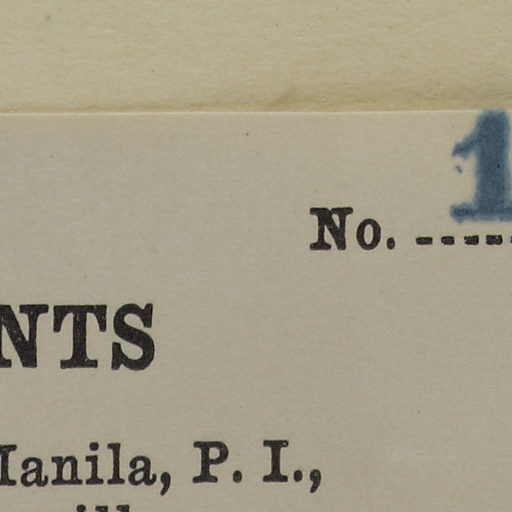 No. 1
NTS
Manila, P. I.,